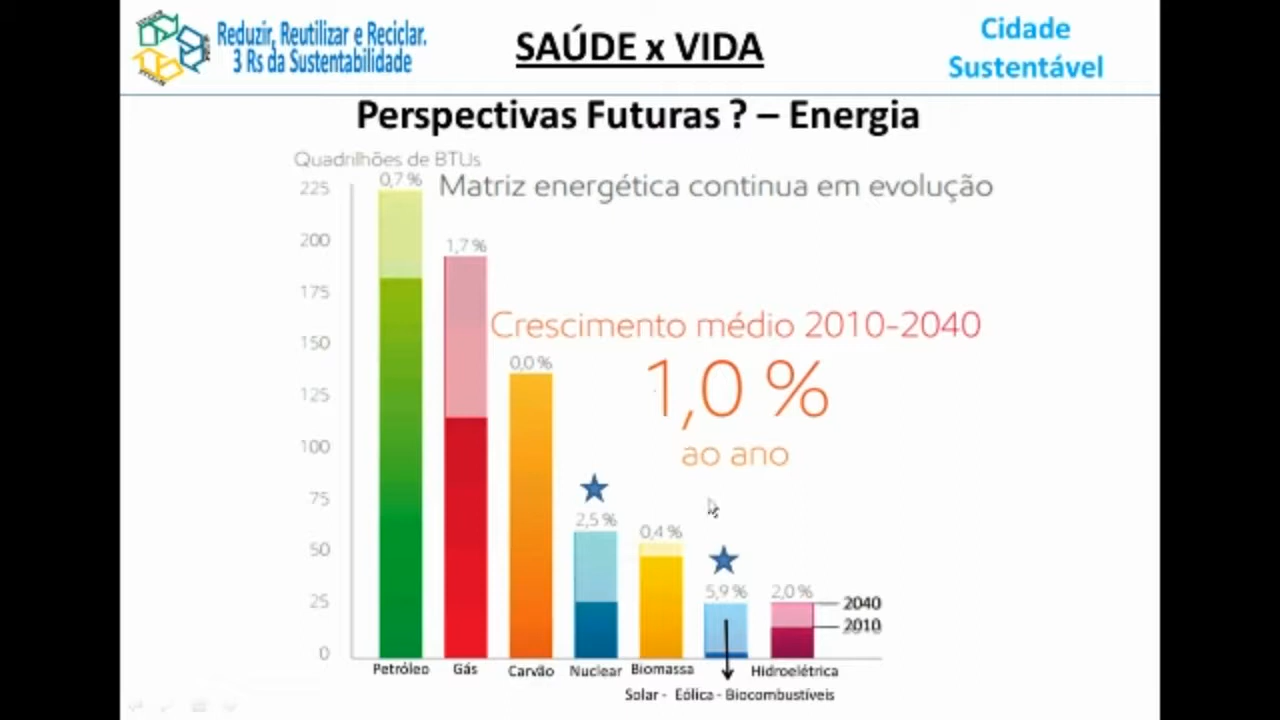 Reduzir, Reutilizar e Reciclar.
3 Rs da Sustentabilidade
SAÚDE x VIDA
Cidade
Sustentável
Perspectivas Futuras ? – Energia
Quadrilhões de BTUs
Matriz energética continua em evolução
225
200
175
150
125
100
75
50
25
0
0,7 %
1,7 %
0,0 %
2,5 %
0,4 %
5,9 %
2,0 %
Crescimento médio 2010-2040
1,0 %
ao ano
2040
2010
Petróleo Gás Carvão Nuclear Biomassa Hidroelétrica
Solar - Eólica - Biocombustíveis